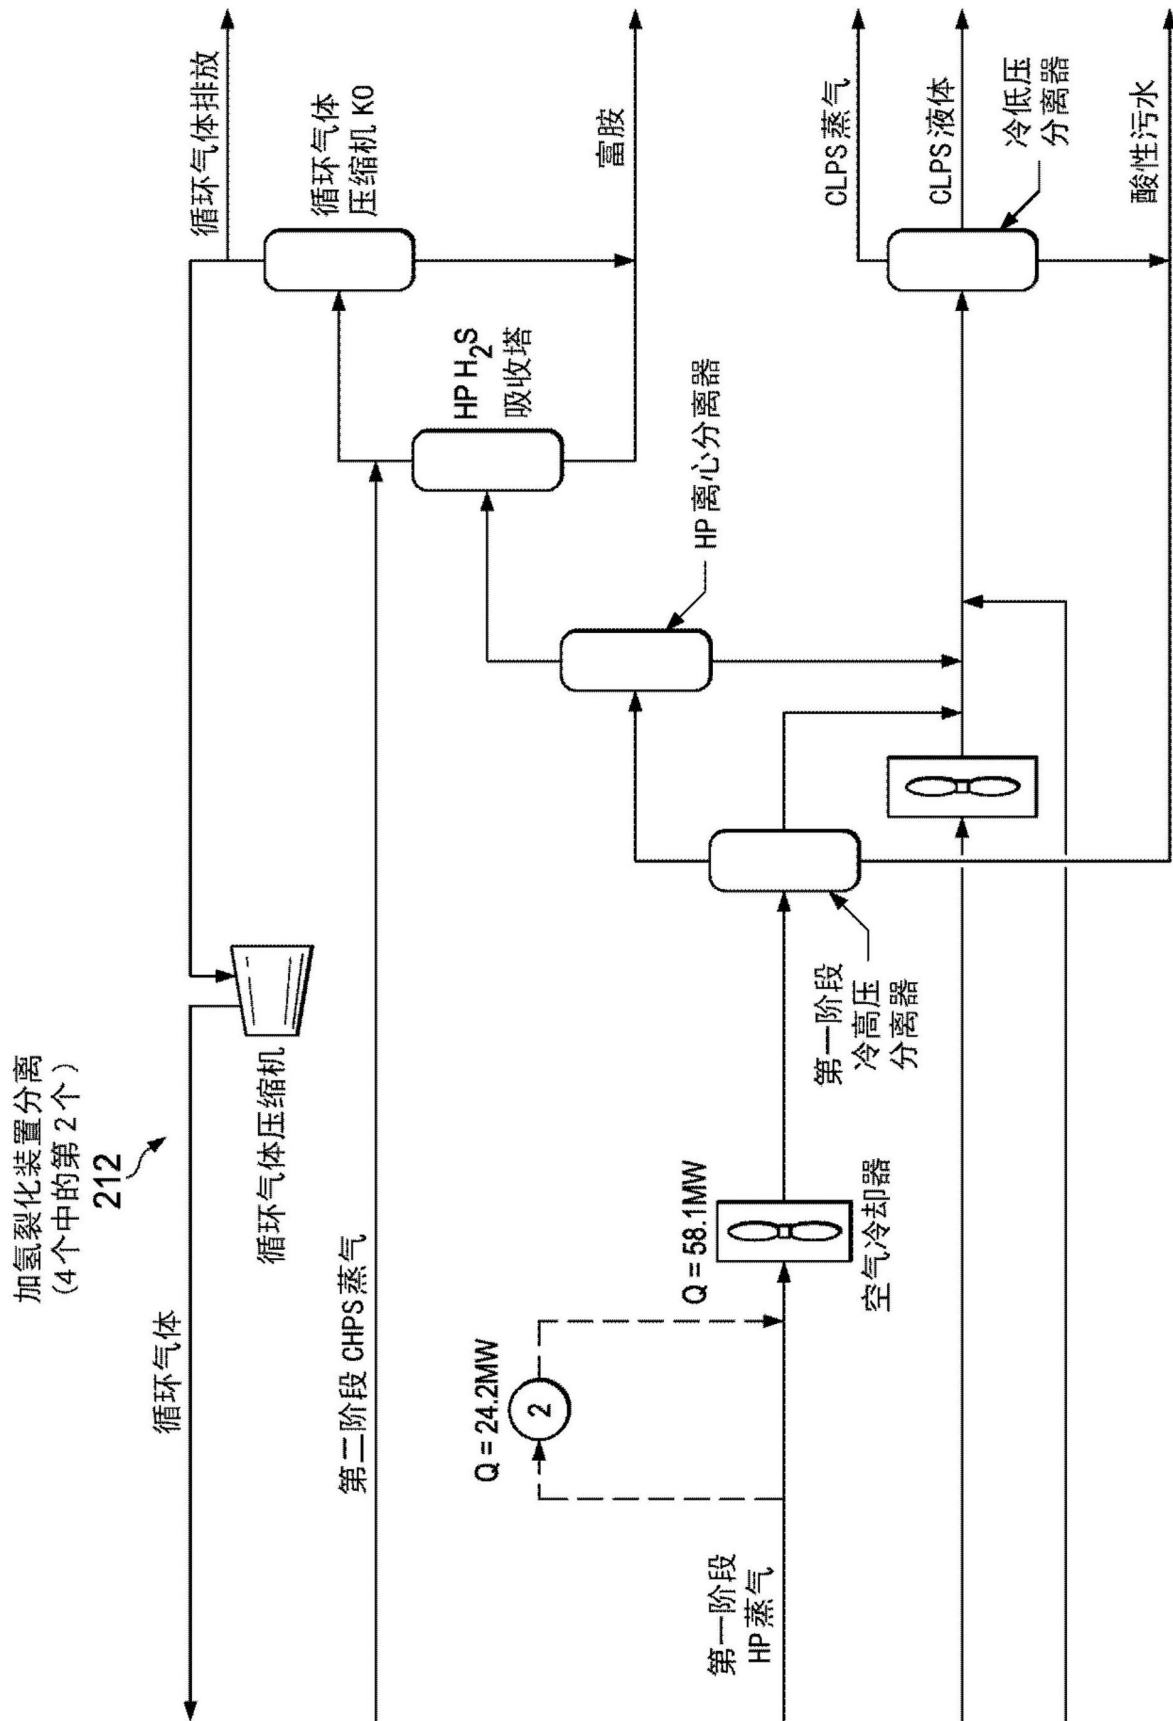 加氢裂化装置分离
(4个中的第2个)
212
循环气体
循环气体压缩机
循环气体排放
循环气体
压缩机 KO
第二阶段 CHPS 蒸气
HP H₂S
吸收塔
富胺
Q = 24.2MW
2
Q = 58.1MW
HP 离心分离器
第一阶段
HP 蒸气
空气冷却器
第一阶段
冷高压
分离器
CLPS 蒸气
CLPS 液体
冷低压
分离器
酸性污水